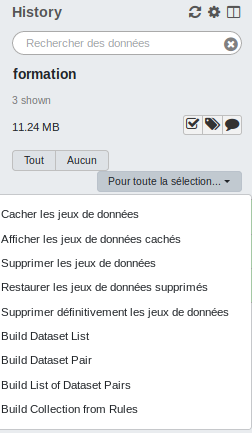 History
Rechercher des données
formation
3 shown
11.24 MB
Tout Aucun
Pour toute la sélection...
Cacher les jeux de données
Afficher les jeux de données cachés
Supprimer les jeux de données
Restaurer les jeux de données supprimés
Supprimer définitivement les jeux de données
Build Dataset List
Build Dataset Pair
Build List of Dataset Pairs
Build Collection from Rules